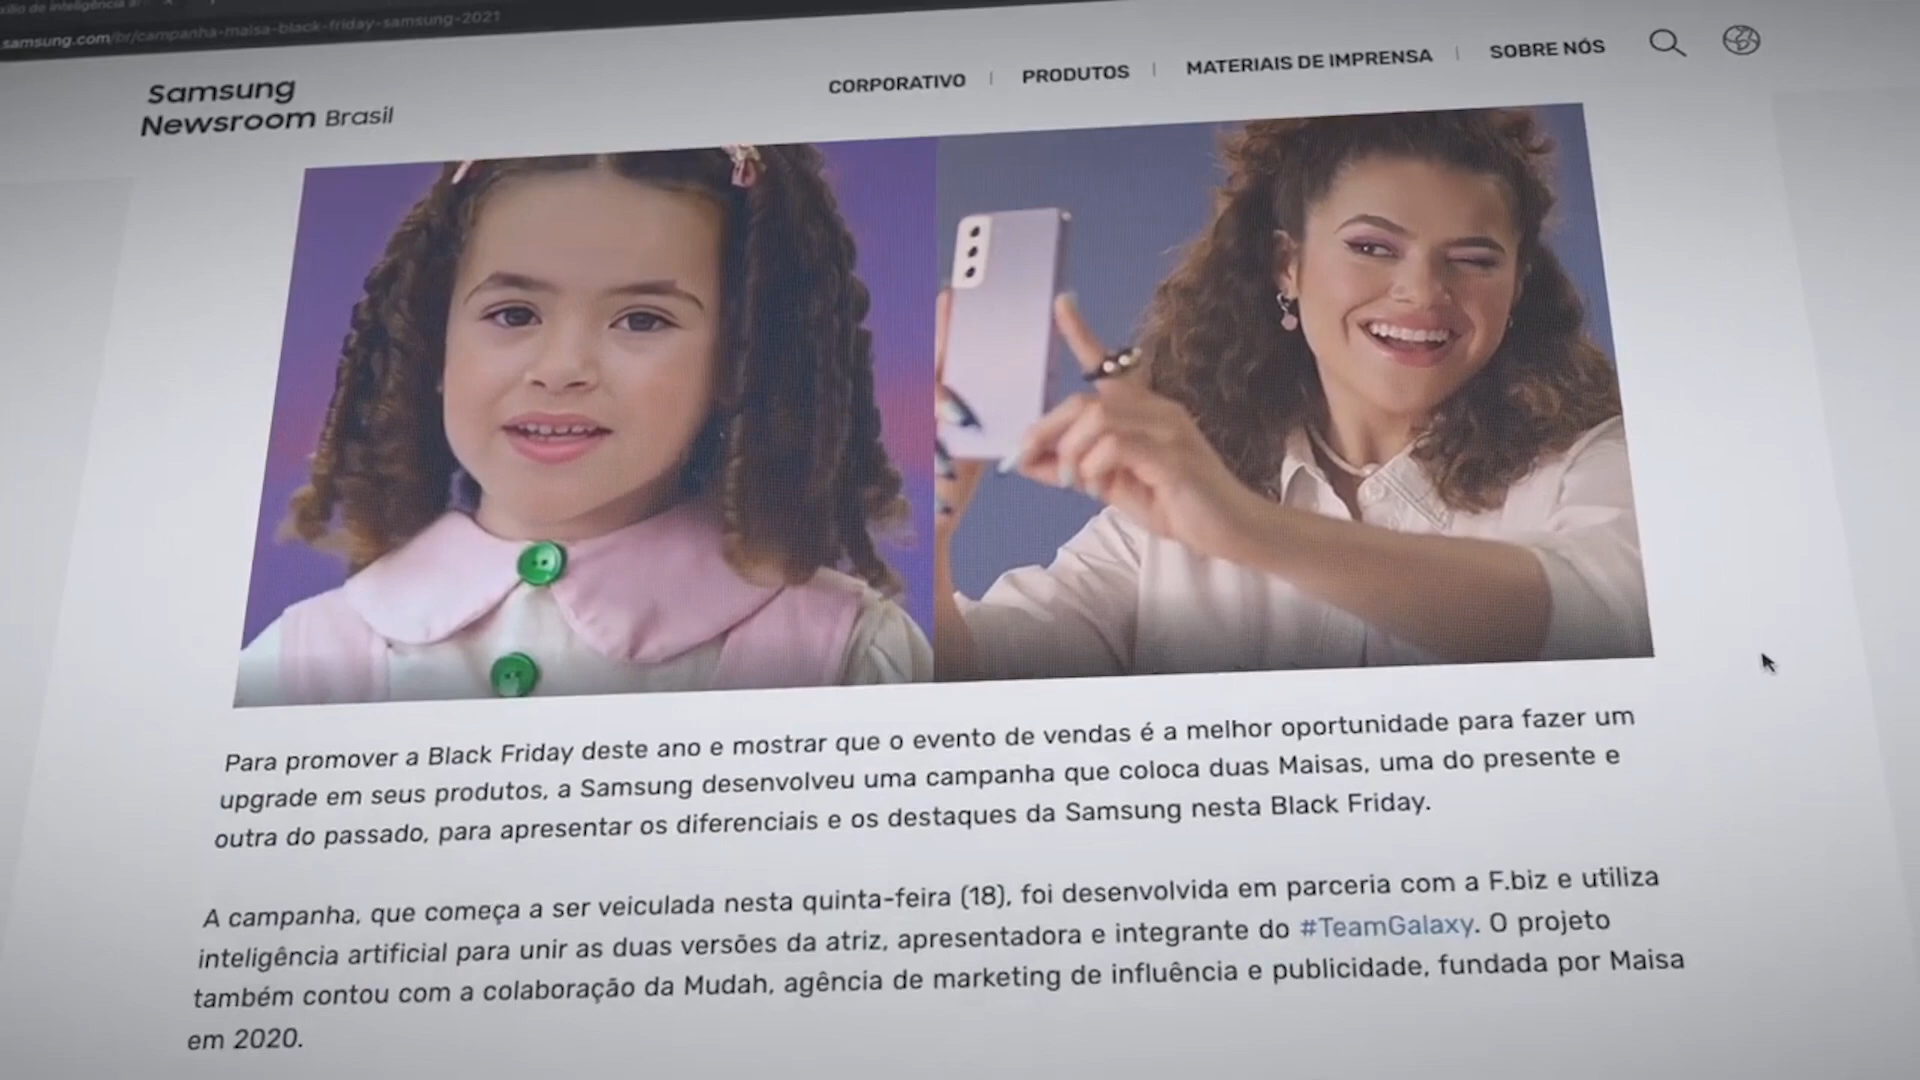 xílio de inteligência a
samsung.com/br/campanha-maisa-black-friday-samsung-2021
Samsung
Newsroom Brasil
CORPORATIVO | PRODUTOS | MATERIAIS DE IMPRENSA | SOBRE NÓS
Para promover a Black Friday deste ano e mostrar que o evento de vendas é a melhor oportunidade para fazer um
upgrade em seus produtos, a Samsung desenvolveu uma campanha que coloca duas Maisas, uma do presente e
outra do passado, para apresentar os diferenciais e os destaques da Samsung nesta Black Friday.
A campanha, que começa a ser veiculada nesta quinta-feira (18), foi desenvolvida em parceria com a F.biz e utiliza
inteligência artificial para unir as duas versões da atriz, apresentadora e integrante do #TeamGalaxy. O projeto
também contou com a colaboração da Mudah, agência de marketing de influência e publicidade, fundada por Maisa
em 2020.